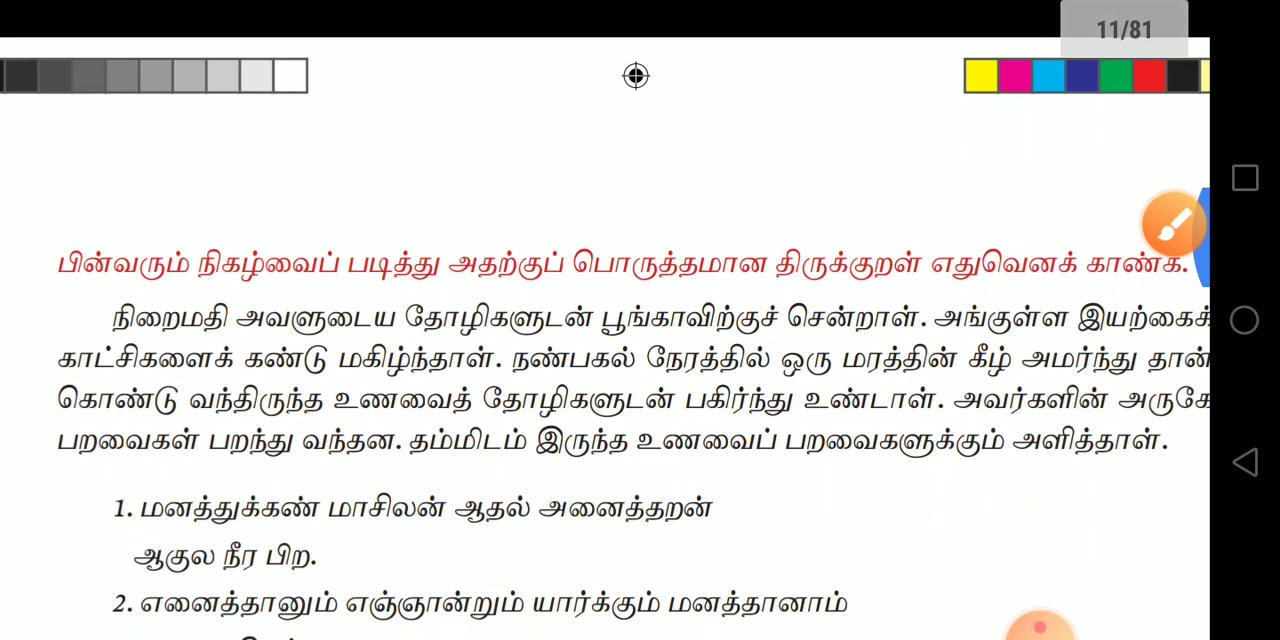 11/81
பின்வரும் நிகழ்வைப் படித்து அதற்குப் பொருத்தமான திருக்குறள் எதுவெனக் காண்க.
நிறைமதி அவளுடைய தோழிகளுடன் பூங்காவிற்குச் சென்றாள். அங்குள்ள இயற்கைக்
காட்சிகளைக் கண்டு மகிழ்ந்தாள். நண்பகல் நேரத்தில் ஒரு மரத்தின் கீழ் அமர்ந்து தான்
கொண்டு வந்திருந்த உணவைத் தோழிகளுடன் பகிர்ந்து உண்டாள். அவர்களின் அருகே
பறவைகள் பறந்து வந்தன. தம்மிடம் இருந்த உணவைப் பறவைகளுக்கும் அளித்தாள்.
1. மனத்துக்கண் மாசிலன் ஆதல் அனைத்தறன்
ஆகுல நீர பிற.
2. எனைத்தானும் எஞ்ஞான்றும் யார்க்கும் மனத்தானாம்